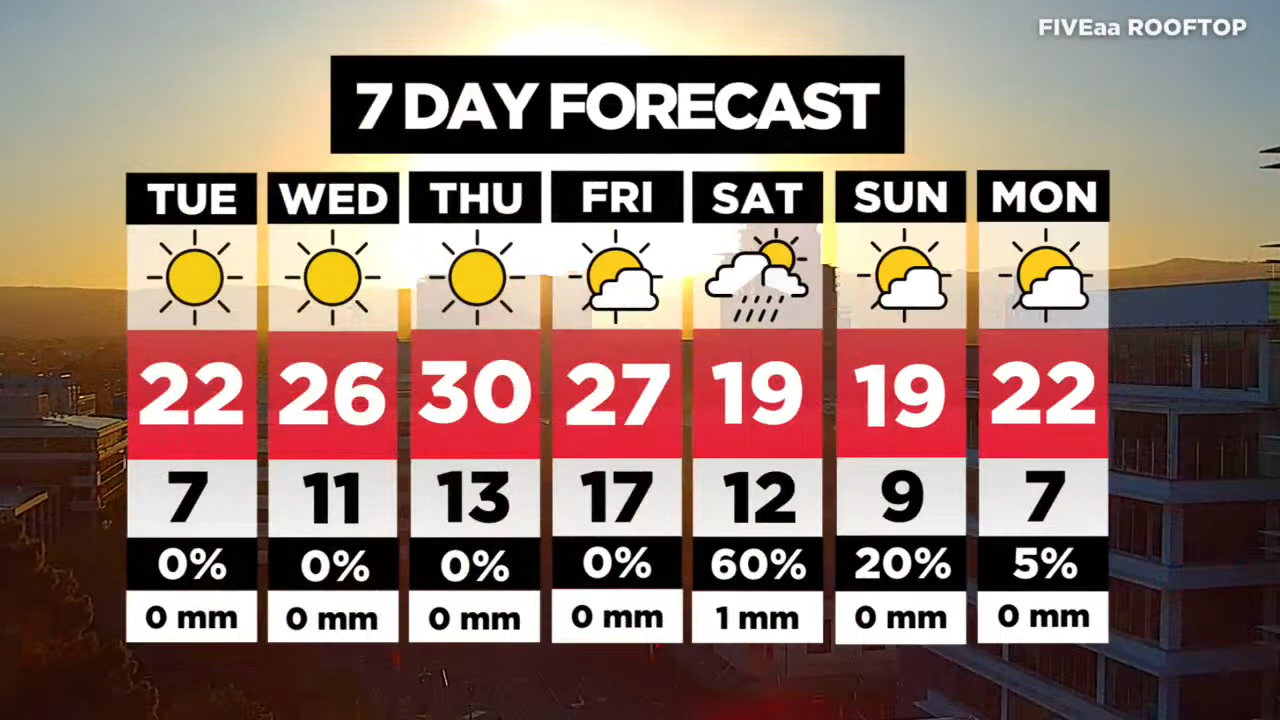 FIVEaa ROOFTOP
7 DAY FORECAST
TUE WED THU FRI SAT SUN MON
22 26 30 27 19 19 22
7 11 13 17 12 9 7
0% 0% 0% 0% 60% 20% 5%
0 mm 0 mm 0 mm 0 mm 1 mm 0 mm 0 mm